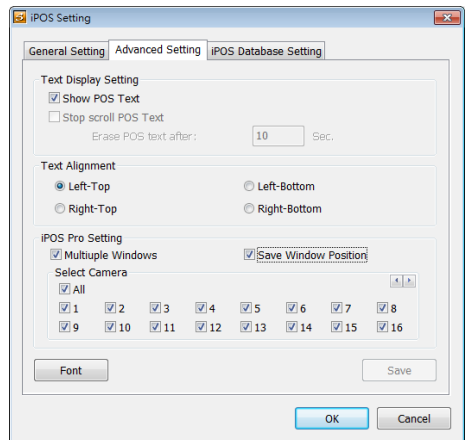 iPOS Setting
General Setting Advanced Setting iPOS Database Setting
Text Display Setting
Show POS Text
Stop scroll POS Text
Erase POS text after: 10 Sec.
Text Alignment
Left-Top Left-Bottom
Right-Top Right-Bottom
iPOS Pro Setting
Multiuple Windows Save Window Position
Select Camera
All
1 2 3 4 5 6 7 8
9 10 11 12 13 14 15 16
Font Save
OK Cancel